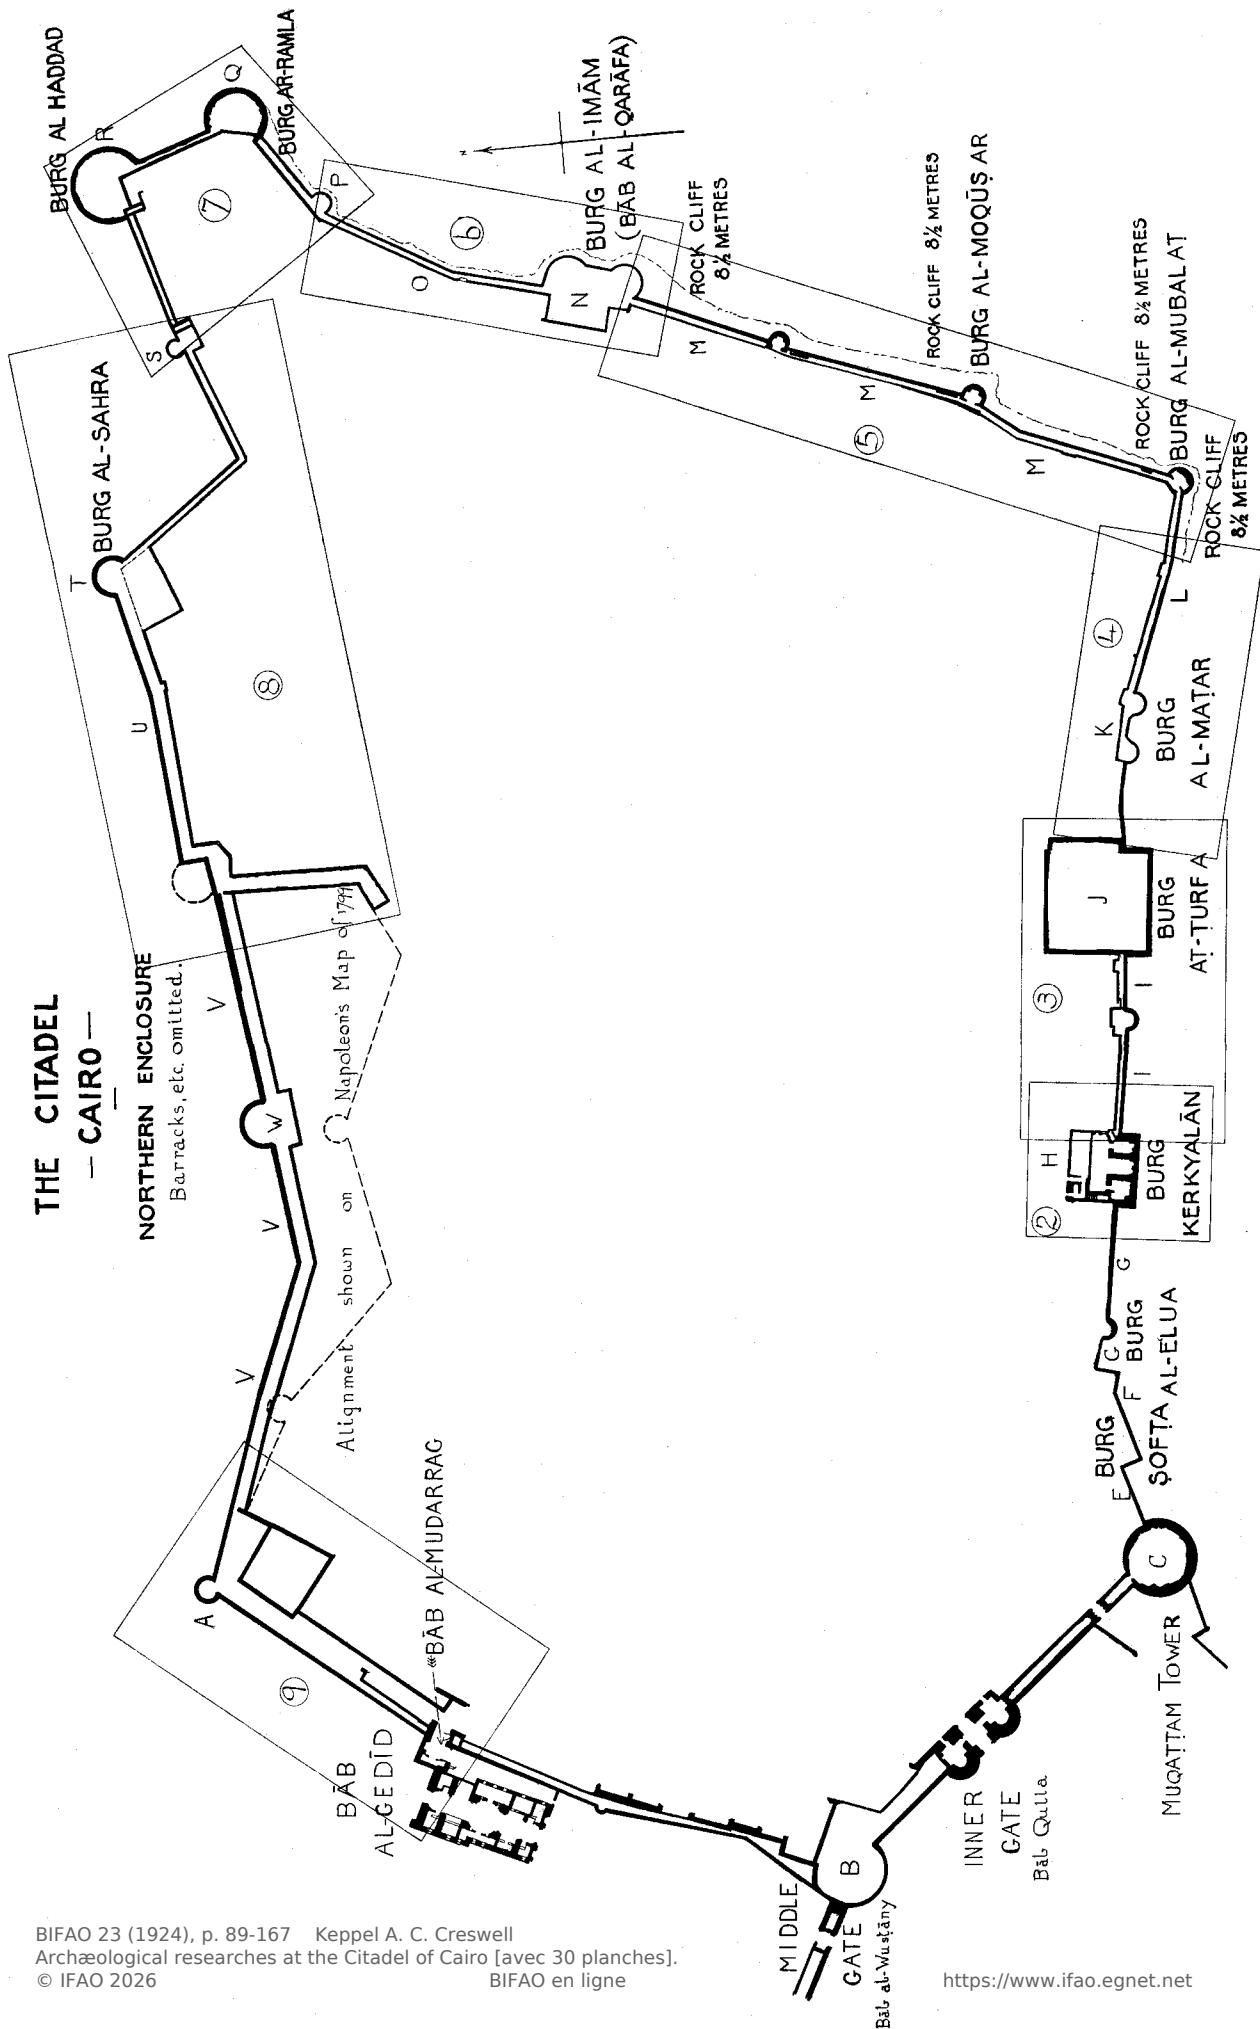 THE CITADEL
— CAIRO —
NORTHERN ENCLOSURE
Barracks, etc. omitted.
BURG AL HADDAD
R
Q
BURG AR-RAMLA
P
7
S
N
6
O
BURG AL-IMĀM
(BĀB AL-QARĀFA)
N
ROCK CLIFF
8½ METRES
M
ROCK CLIFF 8½ METRES
BURG AL-MOQŪṢAR
M
5
M
ROCK CLIFF 8½ METRES
BURG AL-MUBALAT
ROCK CLIFF
8½ METRES
BURG AL-SAHRA
T
U
8
L
4
K
BURG
AL-MAṬAR
J
BURG
AṬ-ṬURFA
3
I
I
H
2
BURG
KERKYALĀN
G
G
BURG
AL-ELUA
F
BURG
ṢOFṬA
E
C
MUQAṬṬAM TOWER
V
W
V
V
Alignment shown on Napoleon's Map of 1799
A
9
BĀB AL-MUDARRAG
BĀB
AL-GEDĪD
INNER
GATE
Bāb Qulla
B
MIDDLE
GATE
Bāb al-Wusṭāny
BIFAO 23 (1924), p. 89-167 Keppel A. C. Creswell
Archæological researches at the Citadel of Cairo [avec 30 planches].
© IFAO 2026 BIFAO en ligne https://www.ifao.egnet.net